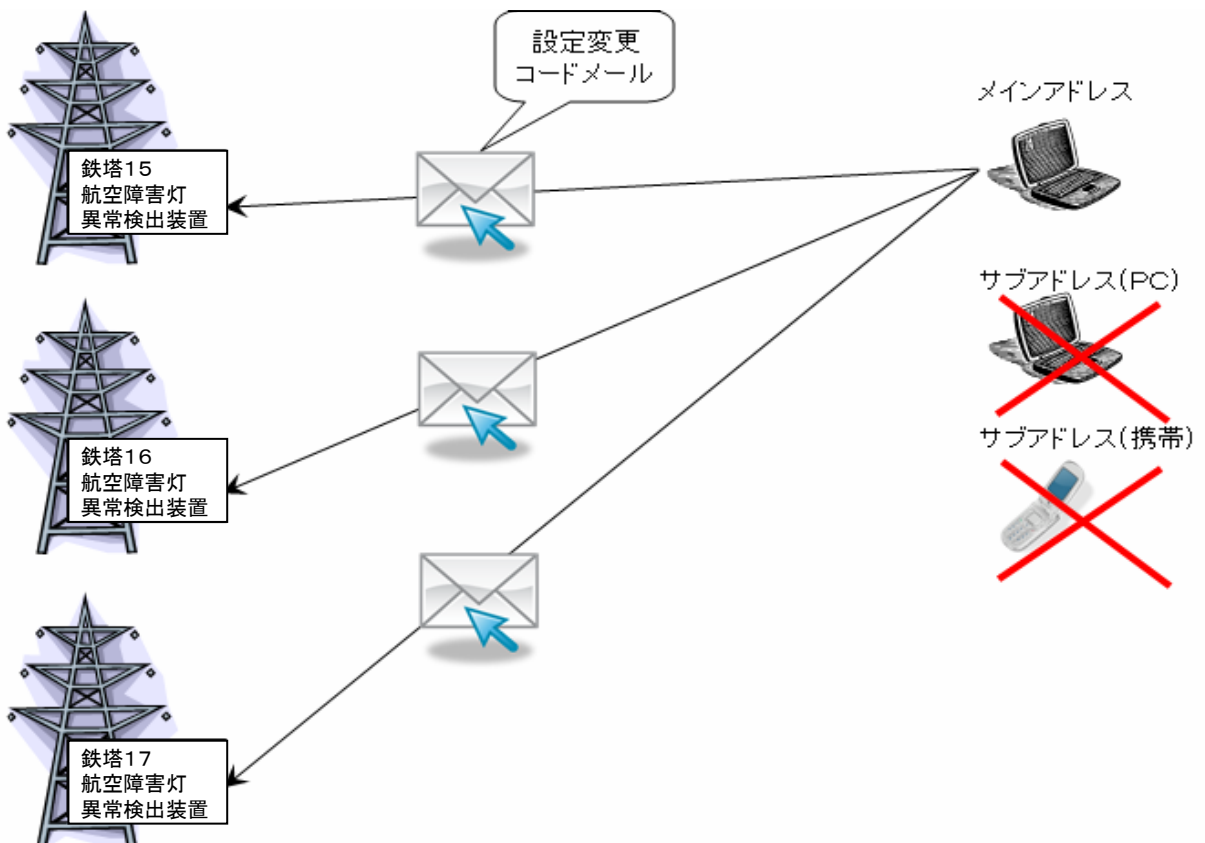 設定変更
コードメール
メインアドレス
鉄塔15
航空障害灯
異常検出装置
サブアドレス(PC)
サブアドレス(携帯)
鉄塔16
航空障害灯
異常検出装置
鉄塔17
航空障害灯
異常検出装置